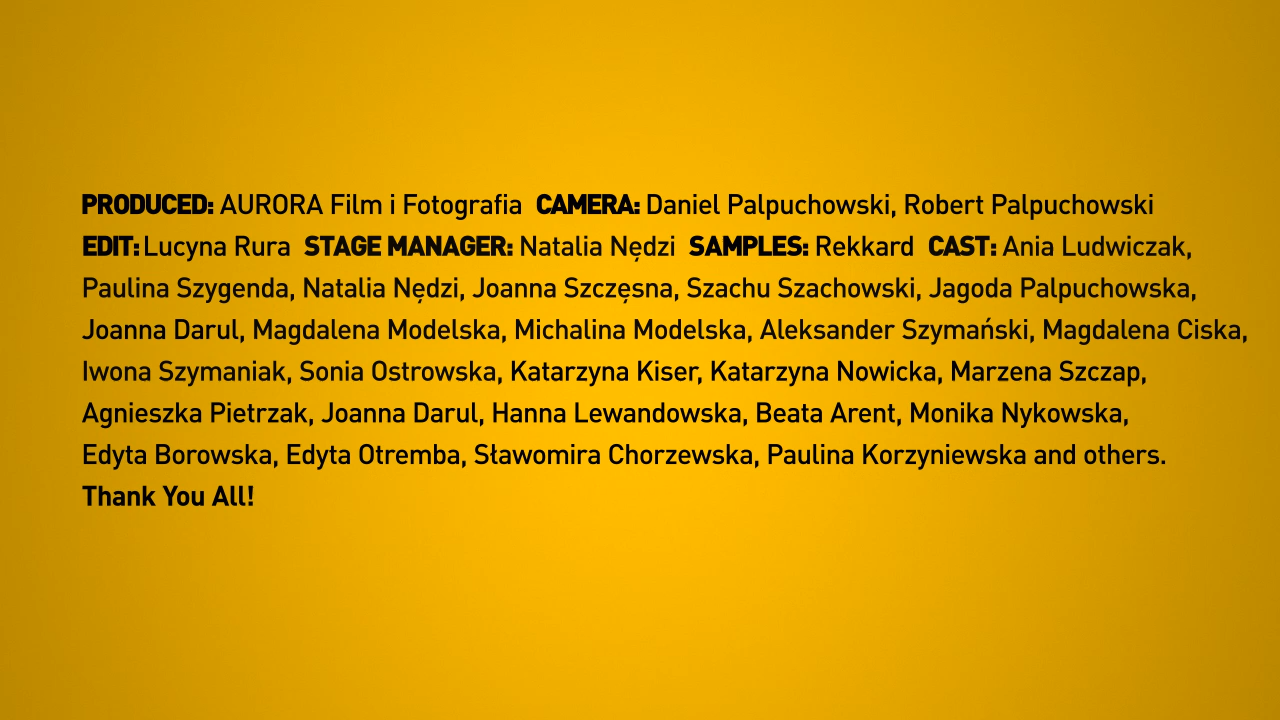 PRODUCED: AURORA Film i Fotografia CAMERA: Daniel Palpuchowski, Robert Palpuchowski
EDIT: Lucyna Rura STAGE MANAGER: Natalia Nędzi SAMPLES: Rekkard CAST: Ania Ludwiczak,
Paulina Szygenda, Natalia Nędzi, Joanna Szczęsna, Szachu Szachowski, Jagoda Palpuchowska,
Joanna Darul, Magdalena Modelska, Michalina Modelska, Aleksander Szymański, Magdalena Ciska,
Iwona Szymaniak, Sonia Ostrowska, Katarzyna Kiser, Katarzyna Nowicka, Marzena Szczap,
Agnieszka Pietrzak, Joanna Darul, Hanna Lewandowska, Beata Arent, Monika Nykowska,
Edyta Borowska, Edyta Otremba, Sławomira Chorzewska, Paulina Korzyniewska and others.
Thank You All!